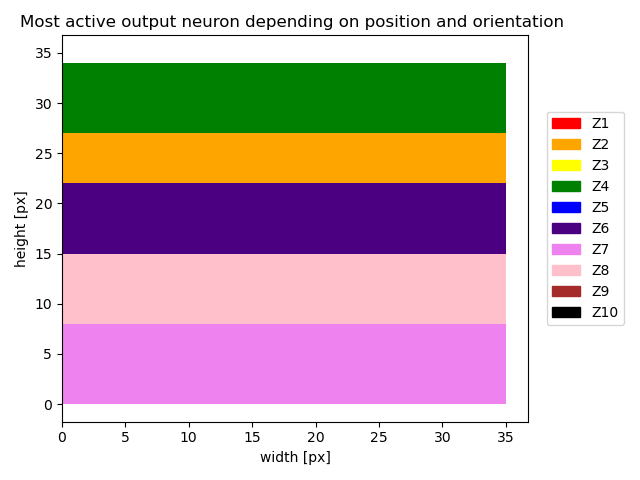 Most active output neuron depending on position and orientation
35
30
25
20
15
10
5
0
height [px]
0 5 10 15 20 25 30 35
width [px]
Z1
Z2
Z3
Z4
Z5
Z6
Z7
Z8
Z9
Z10